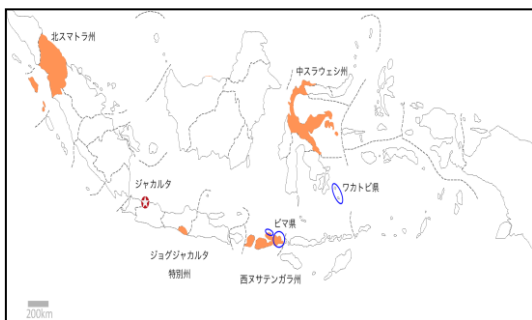 北スマトラ州
中スラウェシ州
ジャカルタ
ワカトビ県
ビマ県
ジョグジャカルタ
特別州
西ヌサテンガラ州
200km